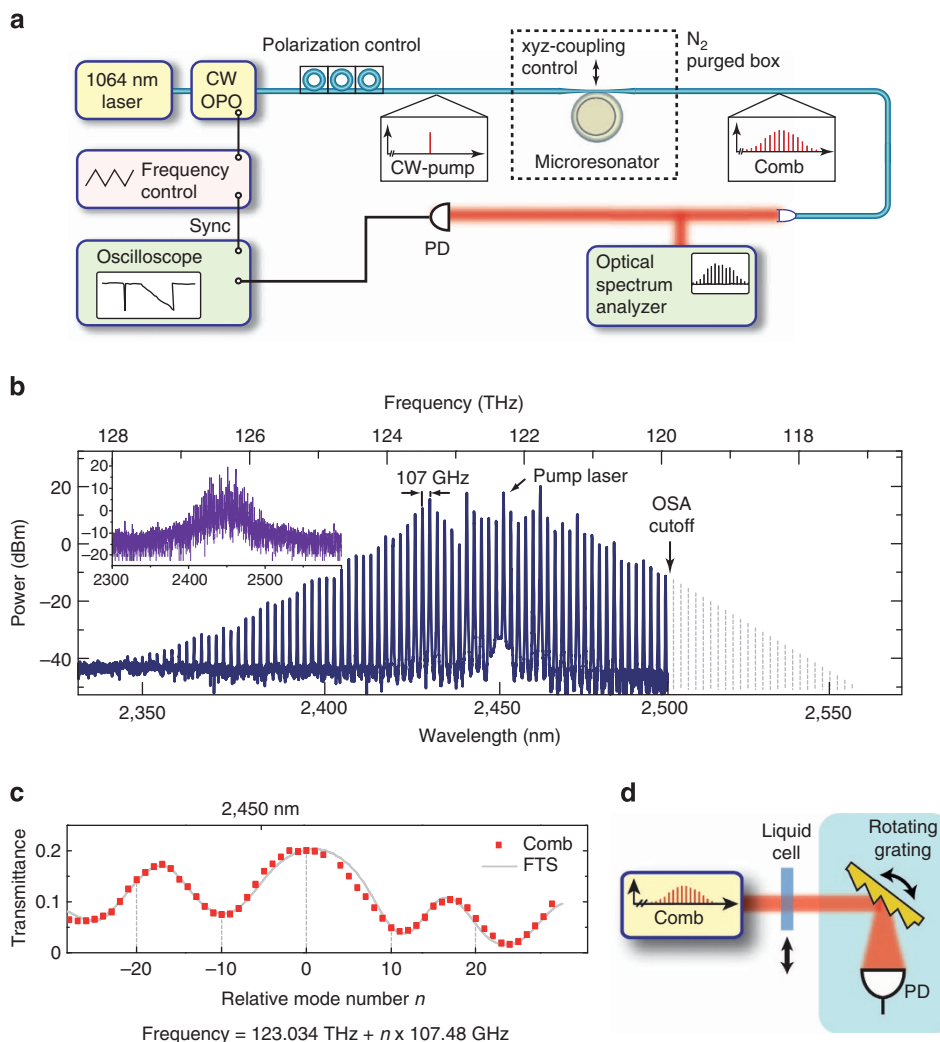 a
Polarization control
xyz-coupling
control
N2
purged box
1064 nm
laser
CW
OPO
CW-pump
Microresonator
Comb
Frequency
control
Sync
PD
Oscilloscope
Optical
spectrum
analyzer
b
Frequency (THz)
128 126 124 122 120 118
107 GHz
Pump laser
OSA
cutoff
20
10
0
−10
−20
2300 2400 2500
20
0
−20
−40
Power (dBm)
2,350 2,400 2,450 2,500 2,550
Wavelength (nm)
c
2,450 nm
Comb
FTS
0.2
0.1
0
Transmittance
−20 −10 0 10 20
Relative mode number n
Frequency = 123.034 THz + n x 107.48 GHz
d
Liquid
cell
Rotating
grating
Comb
PD